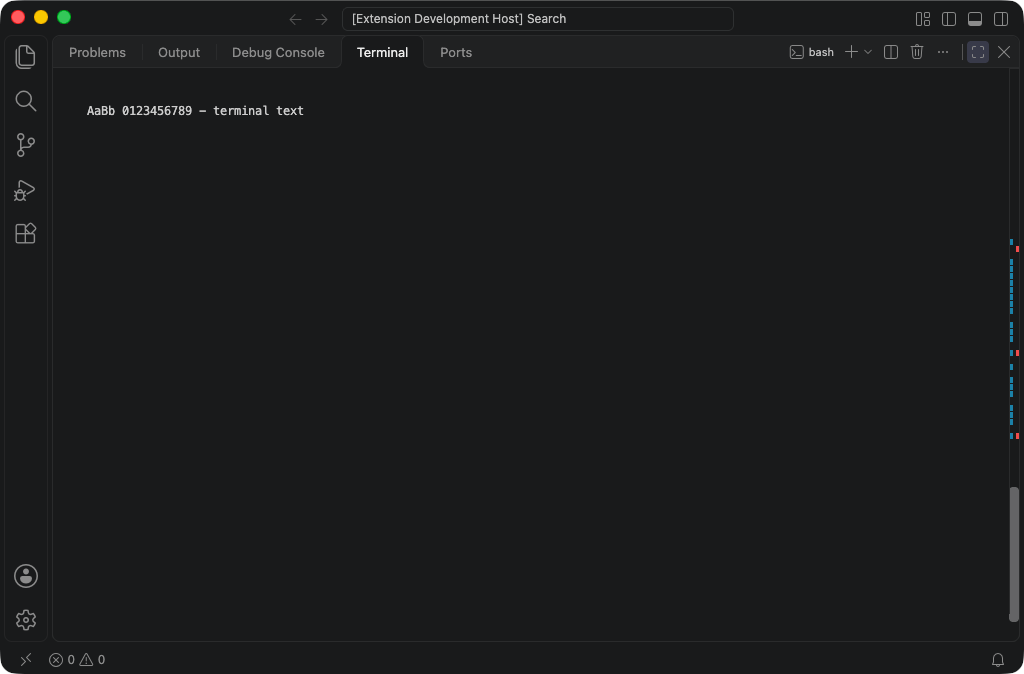 [Extension Development Host] Search
Problems Output Debug Console Terminal Ports bash
AaBb 0123456789 – terminal text
0 0